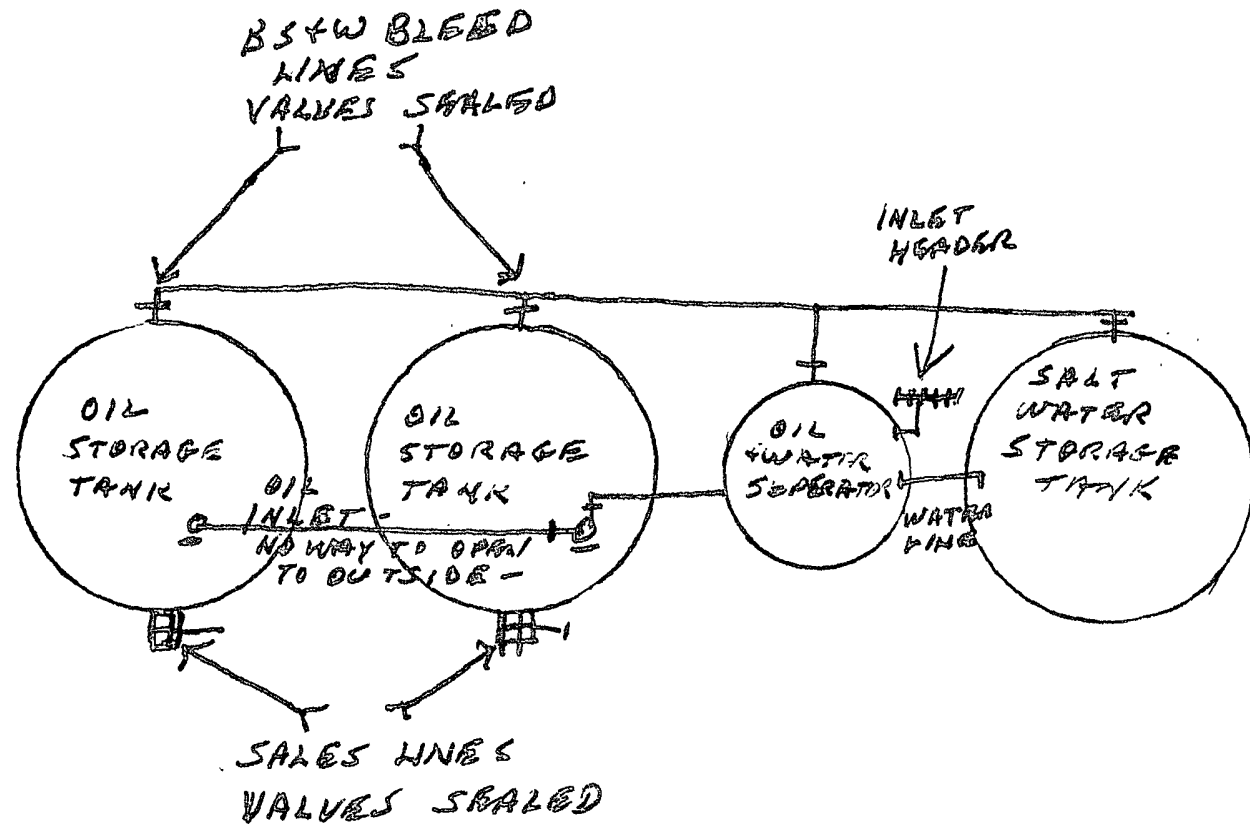 BS+W BLEED
LINES
VALVES SEALED
INLET
HEADER
OIL
STORAGE
TANK
OIL
STORAGE
TANK
OIL
+WATER
SEPERATOR
SALT
WATER
STORAGE
TANK
OIL
INLET -
NO WAY TO OPEN
TO OUTSIDE -
WATER
LINE
SALES LINES
VALVES SEALED